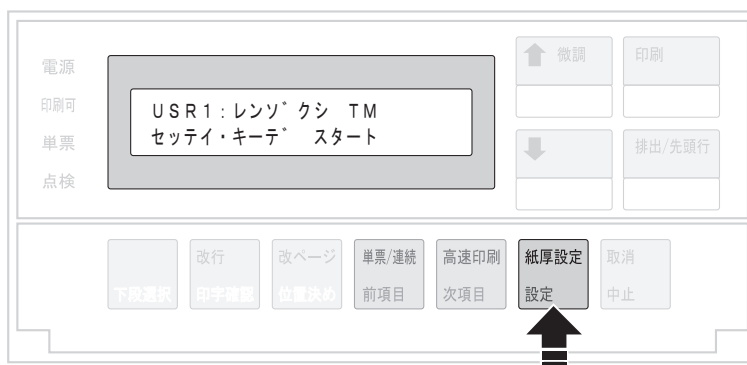 電源
印刷可
単票
点検
USR1:レンゾクシ TM
セッテイ・キーデ スタート
微調
印刷
排出/先頭行
下段選択
改行
印字確認
改ページ
位置決め
単票/連続
前項目
高速印刷
次項目
紙厚設定
設定
取消
中止